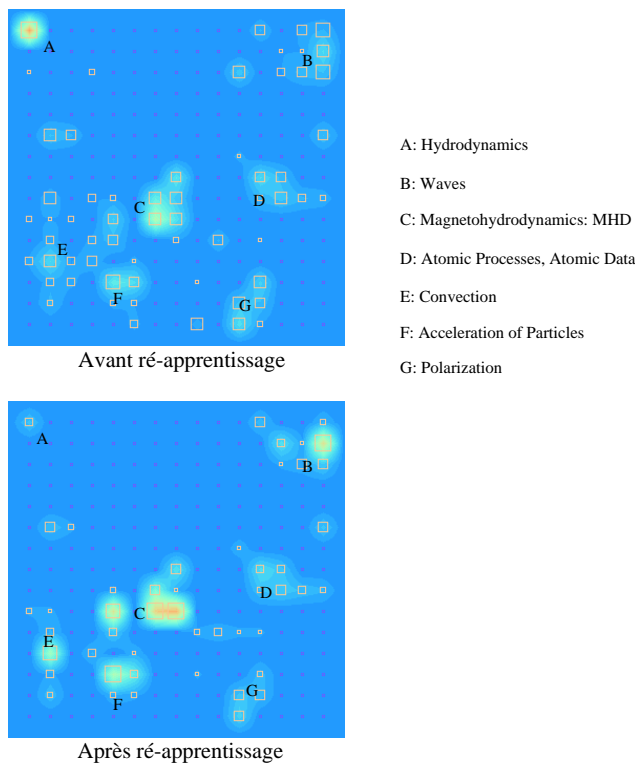 A
B
C
D
E
F
G
Avant ré-apprentissage
A: Hydrodynamics
B: Waves
C: Magnetohydrodynamics: MHD
D: Atomic Processes, Atomic Data
E: Convection
F: Acceleration of Particles
G: Polarization
A
B
C
D
E
F
G
Après ré-apprentissage